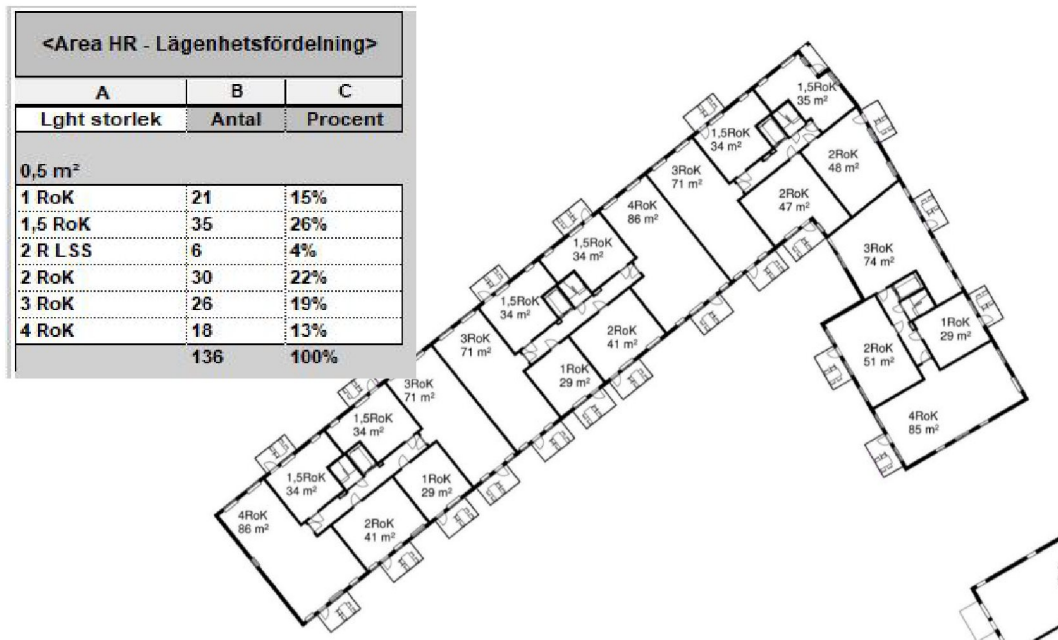 <Area HR - Lägenhetsfördelning>
A B C
Lght storlek Antal Procent
0,5 m²
1 RoK 21 15%
1,5 RoK 35 26%
2 R LSS 6 4%
2 RoK 30 22%
3 RoK 26 19%
4 RoK 18 13%
136 100%
1,5RoK
35 m²
1,5RoK
34 m²
2RoK
48 m²
3RoK
71 m²
2RoK
47 m²
4RoK
86 m²
1,5RoK
34 m²
3RoK
74 m²
1,5RoK
34 m²
2RoK
41 m²
1RoK
29 m²
3RoK
71 m²
2RoK
51 m²
1RoK
29 m²
3RoK
71 m²
4RoK
85 m²
1,5RoK
34 m²
1,5RoK
34 m²
1RoK
29 m²
4RoK
86 m²
2RoK
41 m²